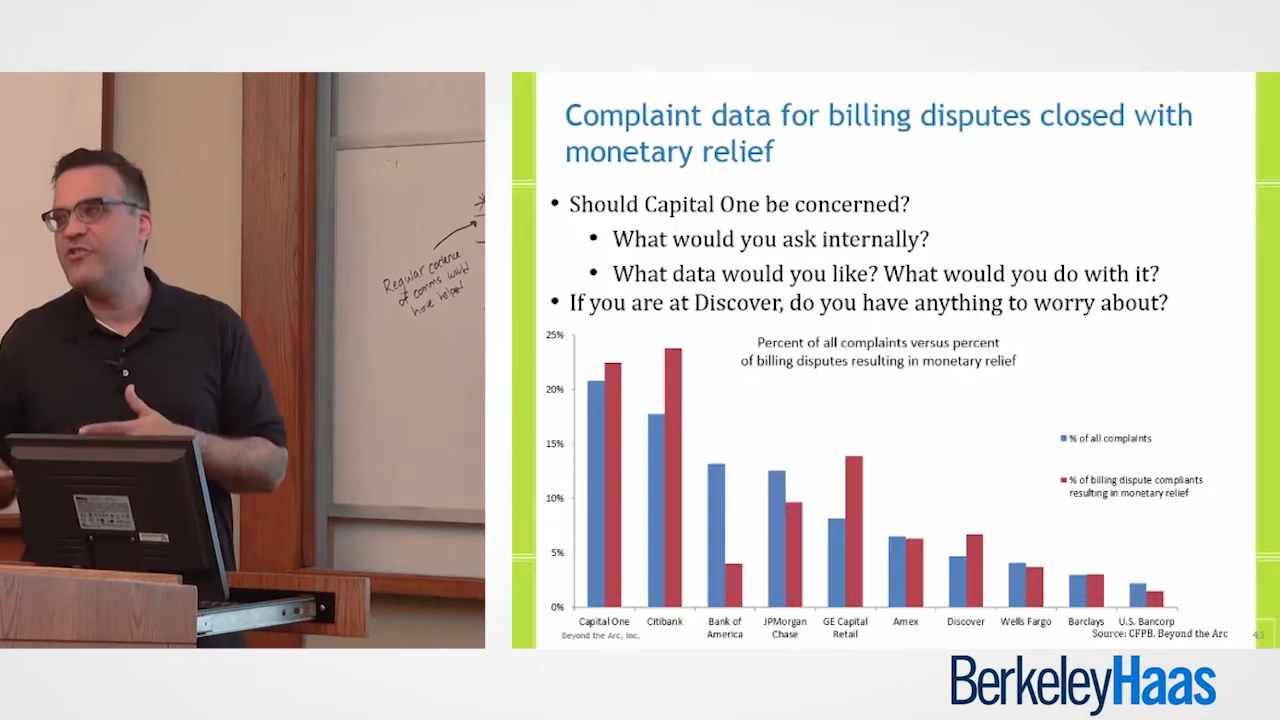 Complaint data for billing disputes closed with
monetary relief
• Should Capital One be concerned?
• What would you ask internally?
• What data would you like? What would you do with it?
• If you are at Discover, do you have anything to worry about?
Percent of all complaints versus percent
of billing disputes resulting in monetary relief
25%
20%
15%
10%
5%
0%
% of all complaints
% of billing dispute compliants
resulting in monetary relief
Capital One
Citibank
Bank of
America
JPMorgan
Chase
GE Capital
Retail
Amex
Discover
Wells Fargo
Barclays
U.S. Bancorp
Beyond the Arc, Inc.
Source: CFPB, Beyond the Arc
43
Regular cadence
of comms would
have helped
DELL
BerkeleyHaas